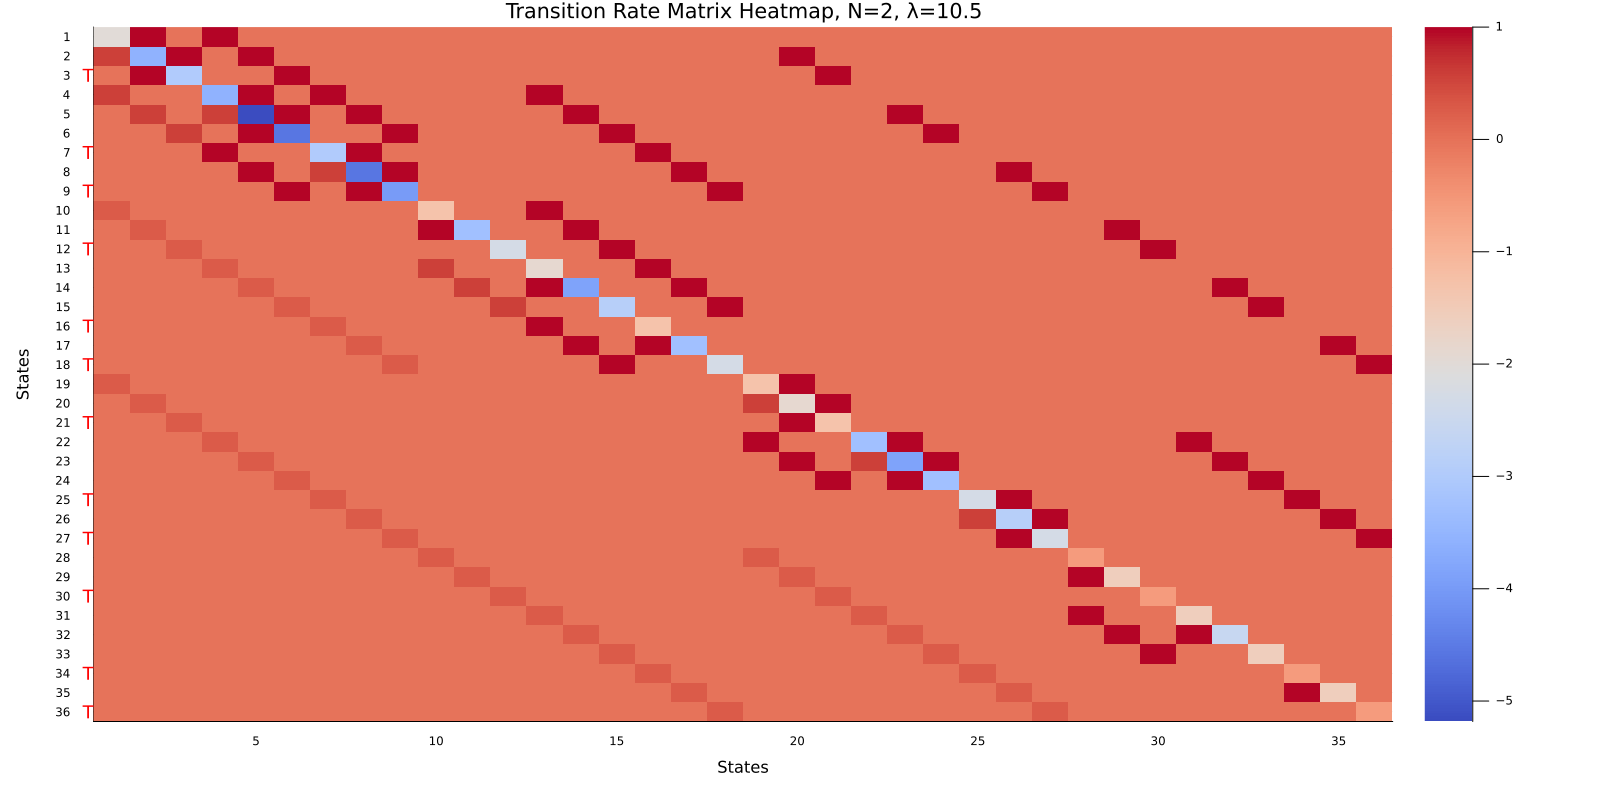 Transition Rate Matrix Heatmap, N=2, λ=10.5
1
2
3 T
4
5
6
7 T
8
9 T
10
11
12 T
13
14
15
16 T
17
18 T
19
20
21 T
22
23
24
25 T
26
27 T
28
29
30 T
31
32
33
34 T
35
36 T
States
5 10 15 20 25 30 35
States
1
0
−1
−2
−3
−4
−5